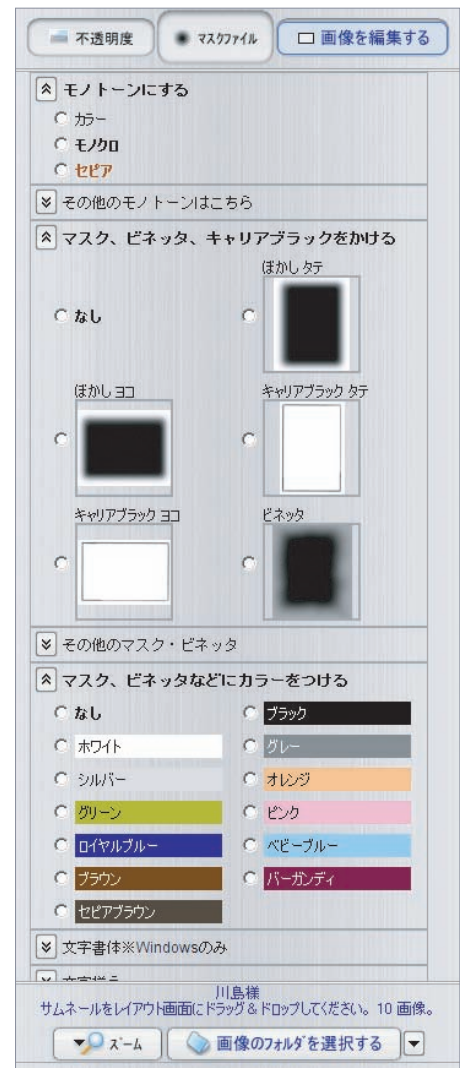 不透明度 マスクファイル 画像を編集する
モノトーンにする
カラー
モノクロ
セピア
その他のモノトーンはこちら
マスク、ビネッタ、キャリアブラックをかける
なし ぼかし タテ
ぼかし ヨコ キャリアブラック タテ
キャリアブラック ヨコ ビネッタ
その他のマスク・ビネッタ
マスク、ビネッタなどにカラーをつける
なし ブラック
ホワイト グレー
シルバー オレンジ
グリーン ピンク
ロイヤルブルー ベビーブルー
ブラウン バーガンディ
セピアブラウン
文字書体※Windowsのみ
川島様
サムネールをレイアウト画面にドラッグ&ドロップしてください。10 画像。
ズーム 画像のフォルダを選択する